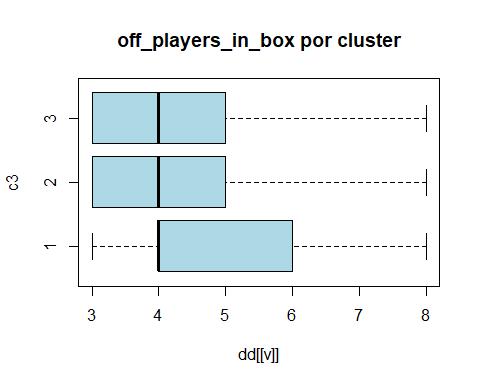 off_players_in_box por cluster
c3
3
2
1
3 4 5 6 7 8
dd[[v]]